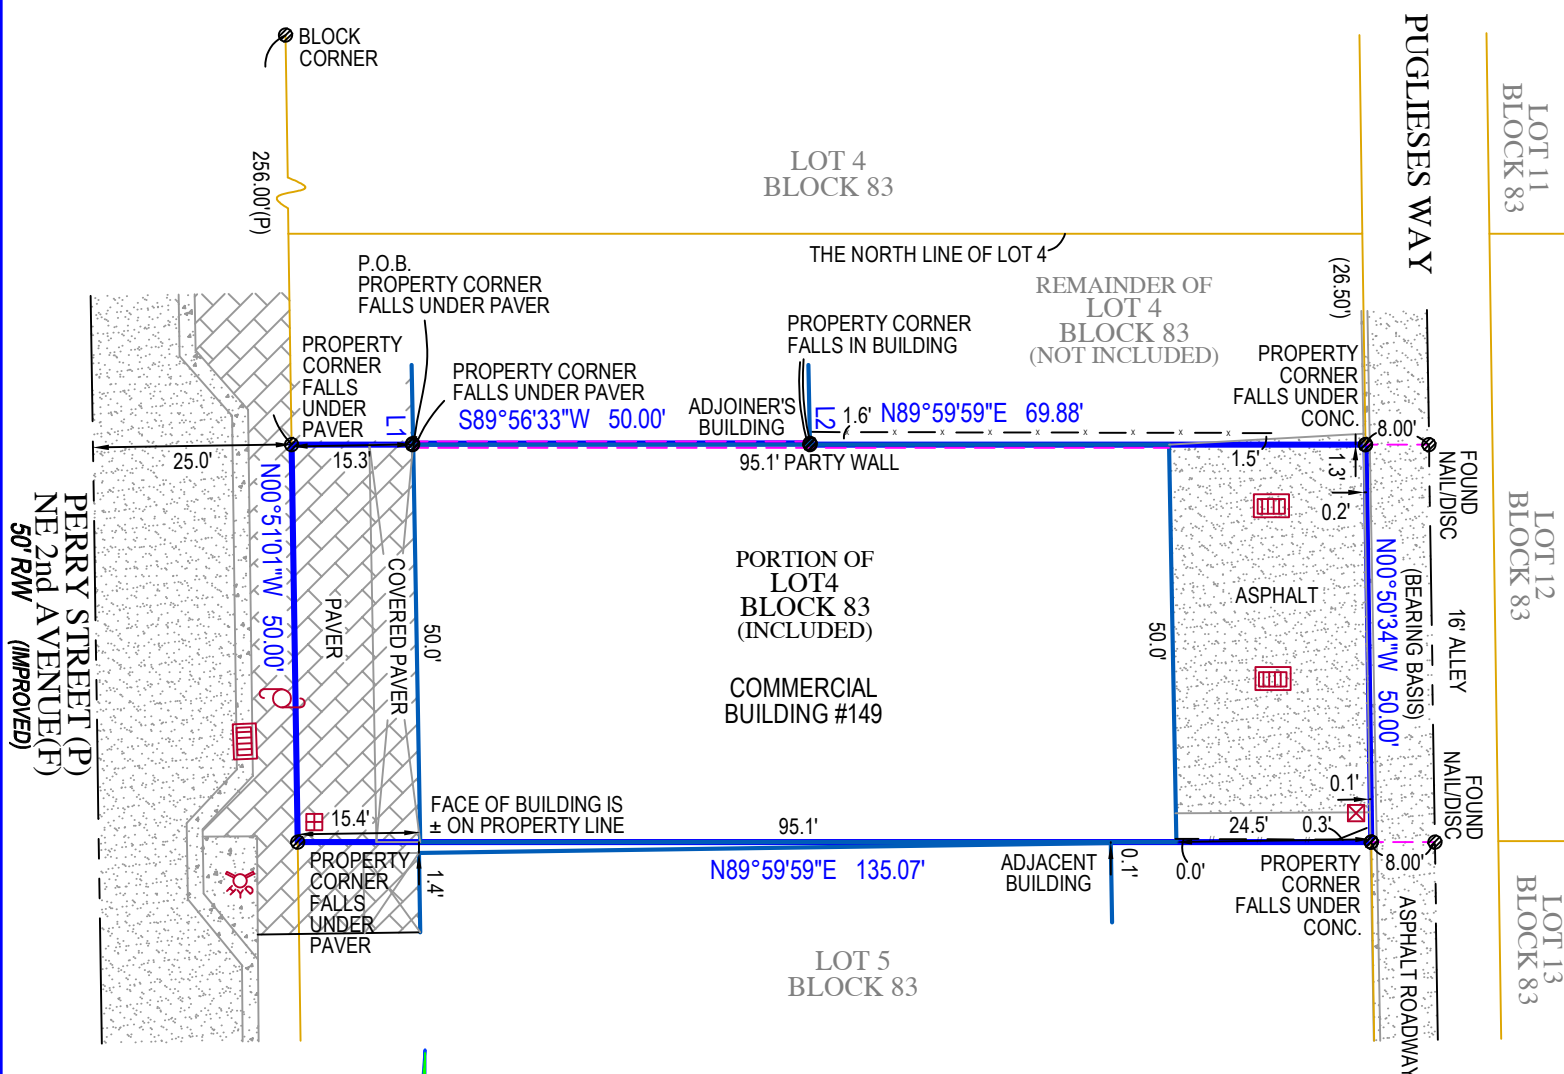 BLOCK
CORNER
256.00'(P)
LOT 4
BLOCK 83
PUGLIESES WAY
LOT 11
BLOCK 83
THE NORTH LINE OF LOT 4
P.O.B.
PROPERTY CORNER
FALLS UNDER PAVER
REMAINDER OF
LOT 4
BLOCK 83
(NOT INCLUDED)
(26.50')
PROPERTY
CORNER
FALLS
UNDER
PAVER
PROPERTY CORNER
FALLS UNDER PAVER
PROPERTY CORNER
FALLS IN BUILDING
PROPERTY
CORNER
FALLS UNDER
CONC.
L1
S89°56'33"W 50.00'
ADJOINER'S
BUILDING
L2
1.6'
N89°59'59"E 69.88'
8.00'
25.0'
15.3'
95.1' PARTY WALL
1.5'
1.3'
0.2'
FOUND
NAIL/DISC
LOT 12
BLOCK 83
PERRY STREET (P)
NE 2nd AVENUE(F)
50' R/W (IMPROVED)
N00°51'01"W 50.00'
PAVER
COVERED PAVER
50.0'
PORTION OF
LOT4
BLOCK 83
(INCLUDED)
COMMERCIAL
BUILDING #149
50.0'
ASPHALT
N00°50'34"W 50.00'
(BEARING BASIS)
16' ALLEY
0.1'
FOUND
NAIL/DISC
15.4'
FACE OF BUILDING IS
± ON PROPERTY LINE
95.1'
24.5'
0.3'
PROPERTY
CORNER
FALLS
UNDER
PAVER
1.4'
N89°59'59"E 135.07'
ADJACENT
BUILDING
0.1'
0.0'
PROPERTY
CORNER
FALLS UNDER
CONC.
8.00'
ASPHALT ROADWAY
LOT 13
BLOCK 83
LOT 5
BLOCK 83